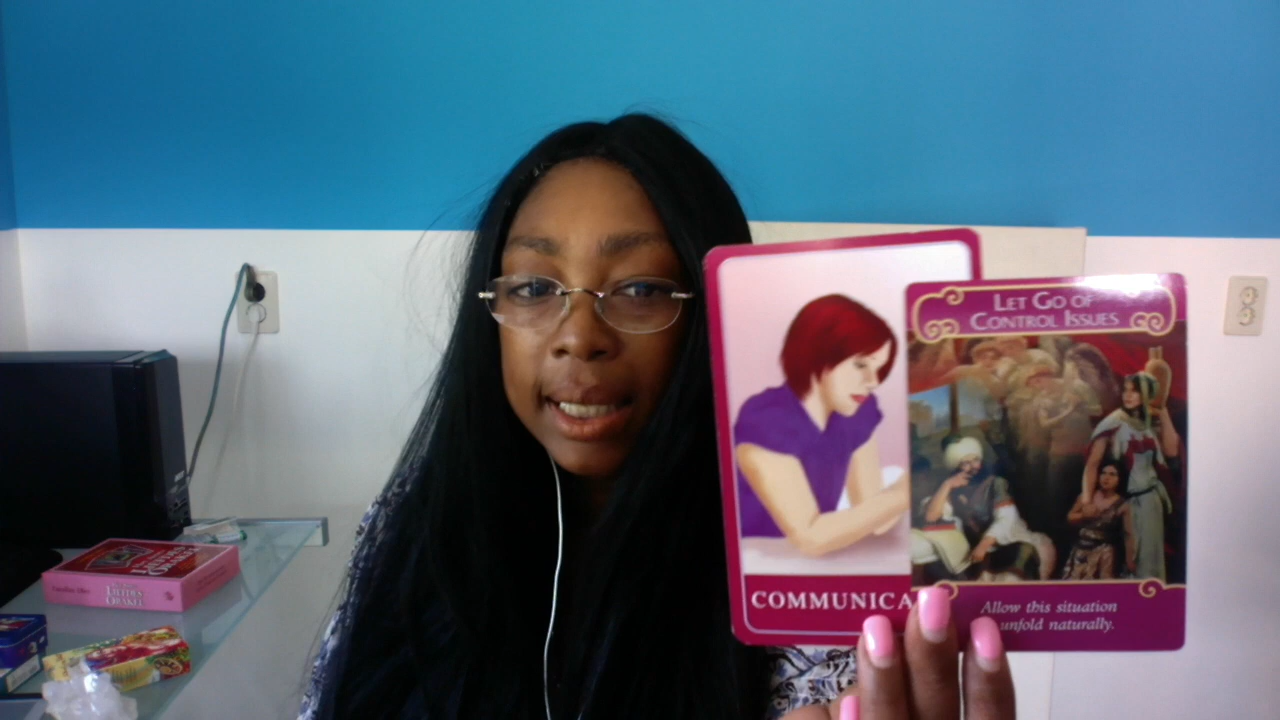 COMMUNICA
LET GO OF
CONTROL ISSUES
Allow this situation
unfold naturally.